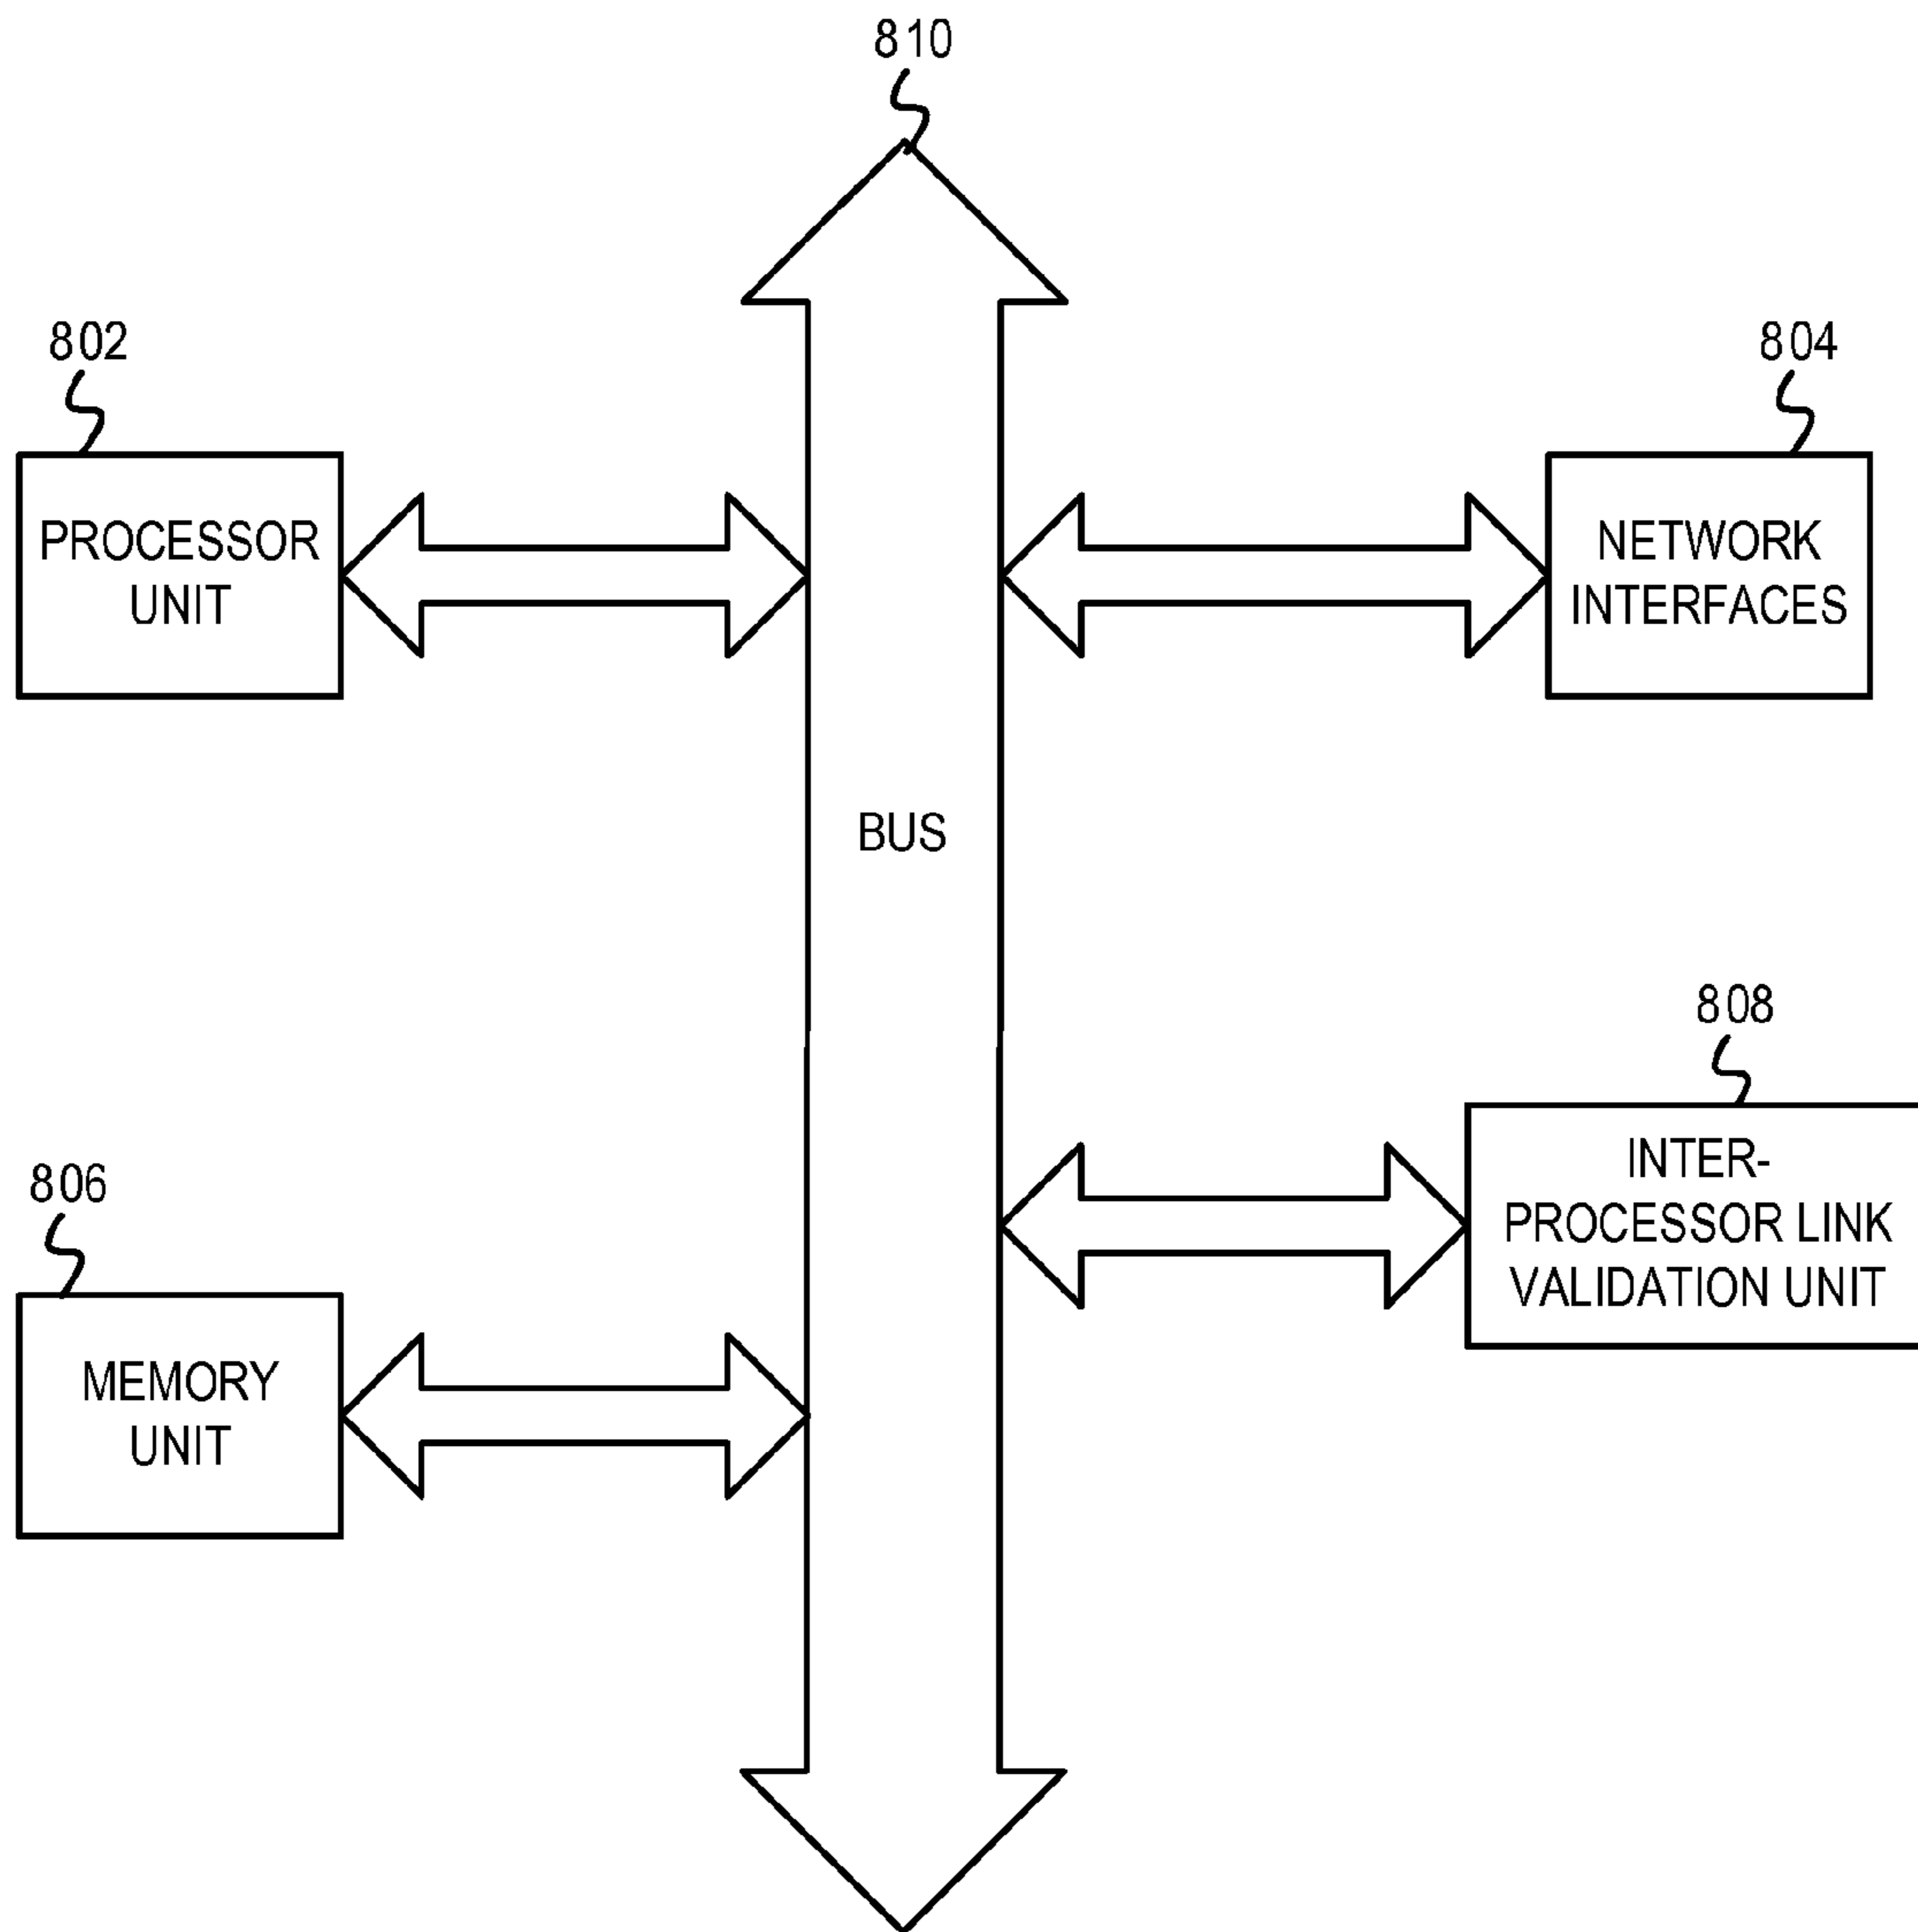 810
802
PROCESSOR
UNIT
804
NETWORK
INTERFACES
BUS
808
INTER-
PROCESSOR LINK
VALIDATION UNIT
806
MEMORY
UNIT